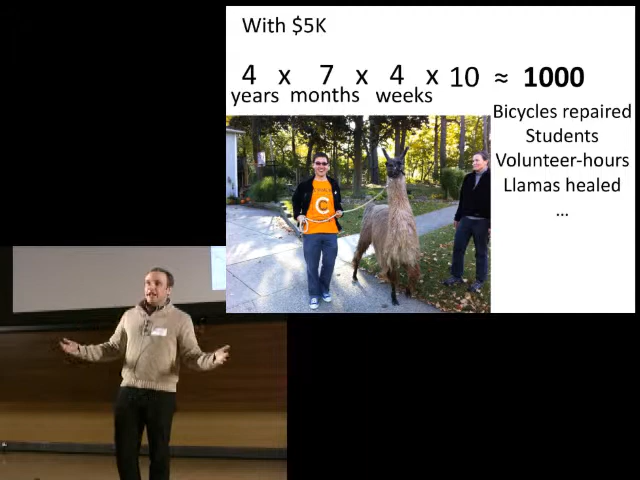 With $5K
4 x 7 x 4 x 10 ≈ 1000
years months weeks
Bicycles repaired
Students
Volunteer-hours
Llamas healed
...
C